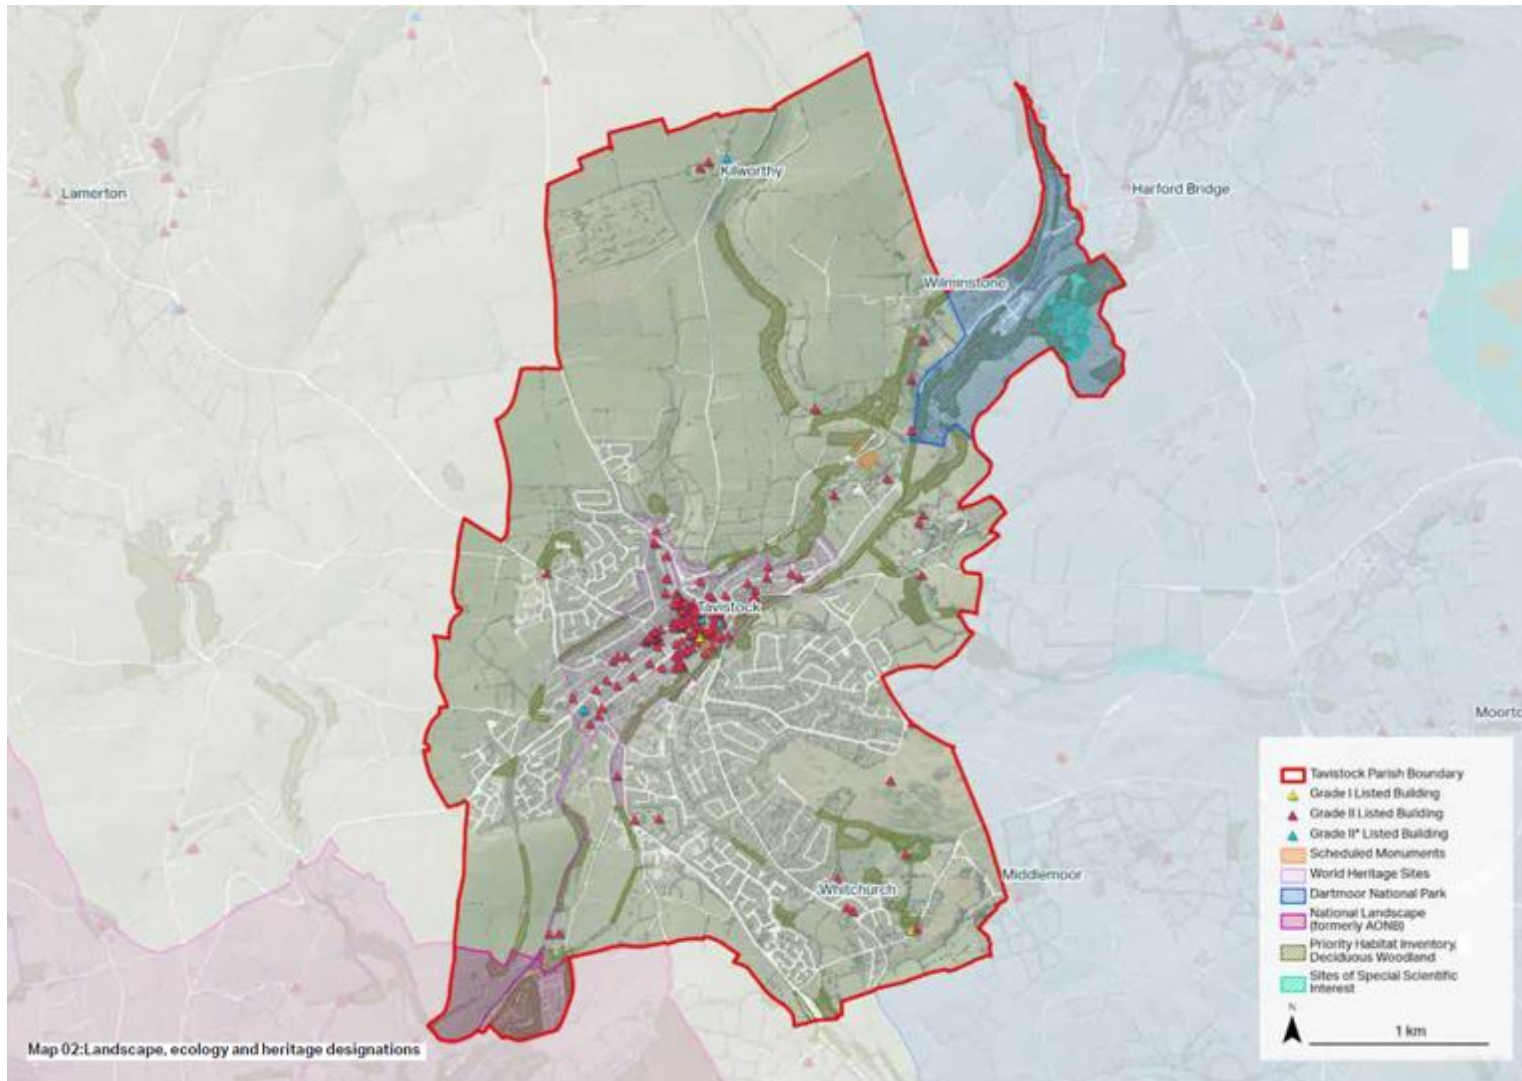 Kilworthy
Lamerton
Harford Bridge
Wilminstone
Tavistock
Moorto
Whitchurch
Middlemoor
Tavistock Parish Boundary
Grade I Listed Building
Grade II Listed Building
Grade II* Listed Building
Scheduled Monuments
World Heritage Sites
Dartmoor National Park
National Landscape
(formerly AONB)
Priority Habitat Inventory,
Deciduous Woodland
Sites of Special Scientific
Interest
N
1 km
Map 02:Landscape, ecology and heritage designations